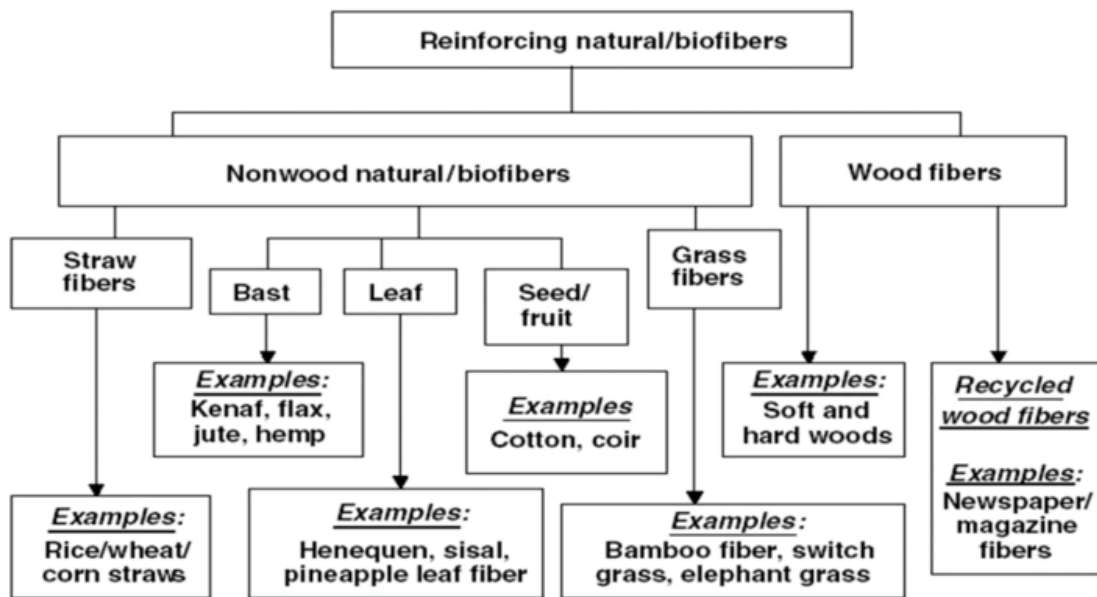 Reinforcing natural/biofibers
Nonwood natural/biofibers
Wood fibers
Straw
fibers
Bast
Leaf
Seed/
fruit
Grass
fibers
Examples:
Kenaf, flax,
jute, hemp
Examples
Cotton, coir
Examples:
Soft and
hard woods
Recycled
wood fibers
Examples:
Newspaper/
magazine
fibers
Examples:
Rice/wheat/
corn straws
Examples:
Henequen, sisal,
pineapple leaf fiber
Examples:
Bamboo fiber, switch
grass, elephant grass